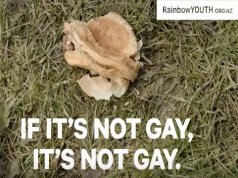 RainbowYOUTH.ORG.NZ
IF IT'S NOT GAY,
IT'S NOT GAY.